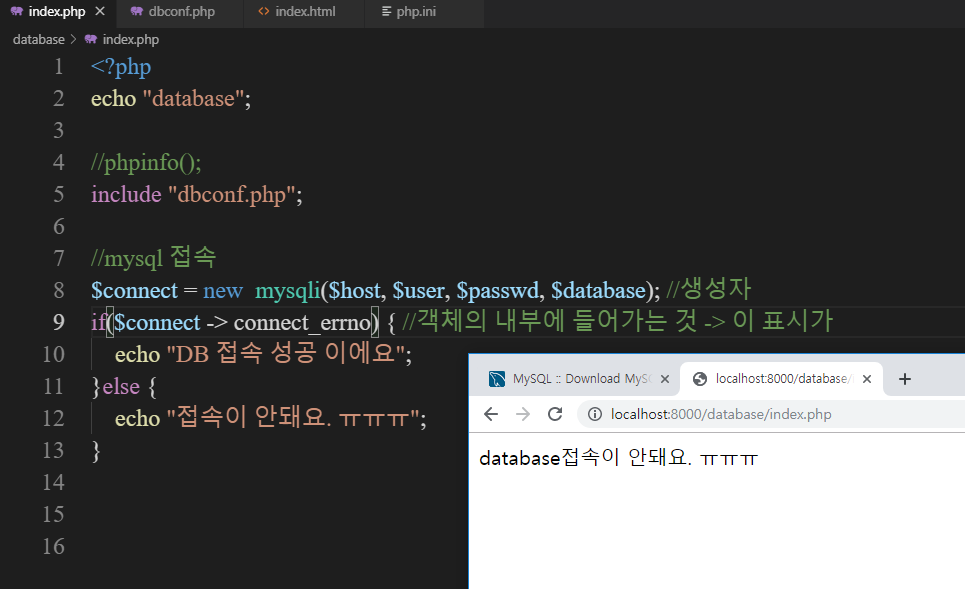 index.php
dbconf.php
index.html
php.ini
database > index.php
1 <?php
2 echo "database";
3
4 //phpinfo();
5 include "dbconf.php";
6
7 //mysql 접속
8 $connect = new  mysqli($host, $user, $passwd, $database); //생성자
9 if($connect -> connect_errno) { //객체의 내부에 들어가는 것 -> 이 표시가
10 echo "DB 접속 성공 이에요";
11 }else {
12 echo "접속이 안돼요. ㅠㅠㅠ";
13 }
14
15
16
MySQL :: Download MySC
localhost:8000/database/
localhost:8000/database/index.php
database접속이 안돼요. ㅠㅠㅠ